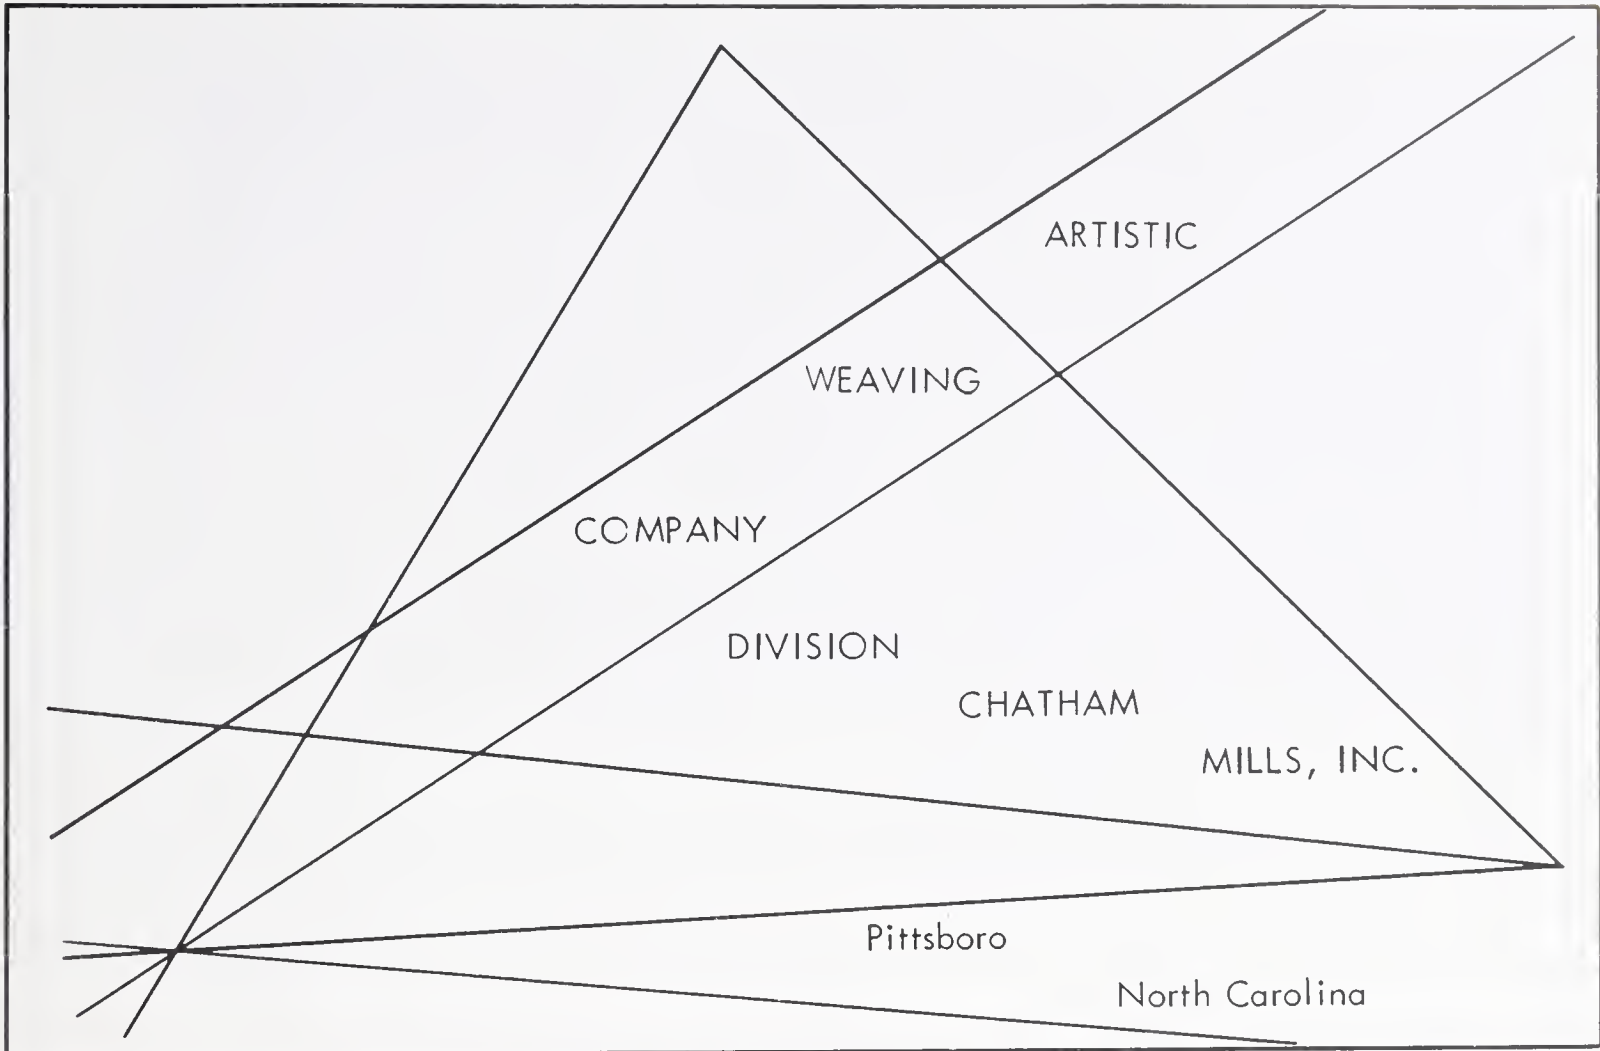 ARTISTIC
WEAVING
COMPANY
DIVISION
CHATHAM
MILLS, INC.
Pittsboro
North Carolina